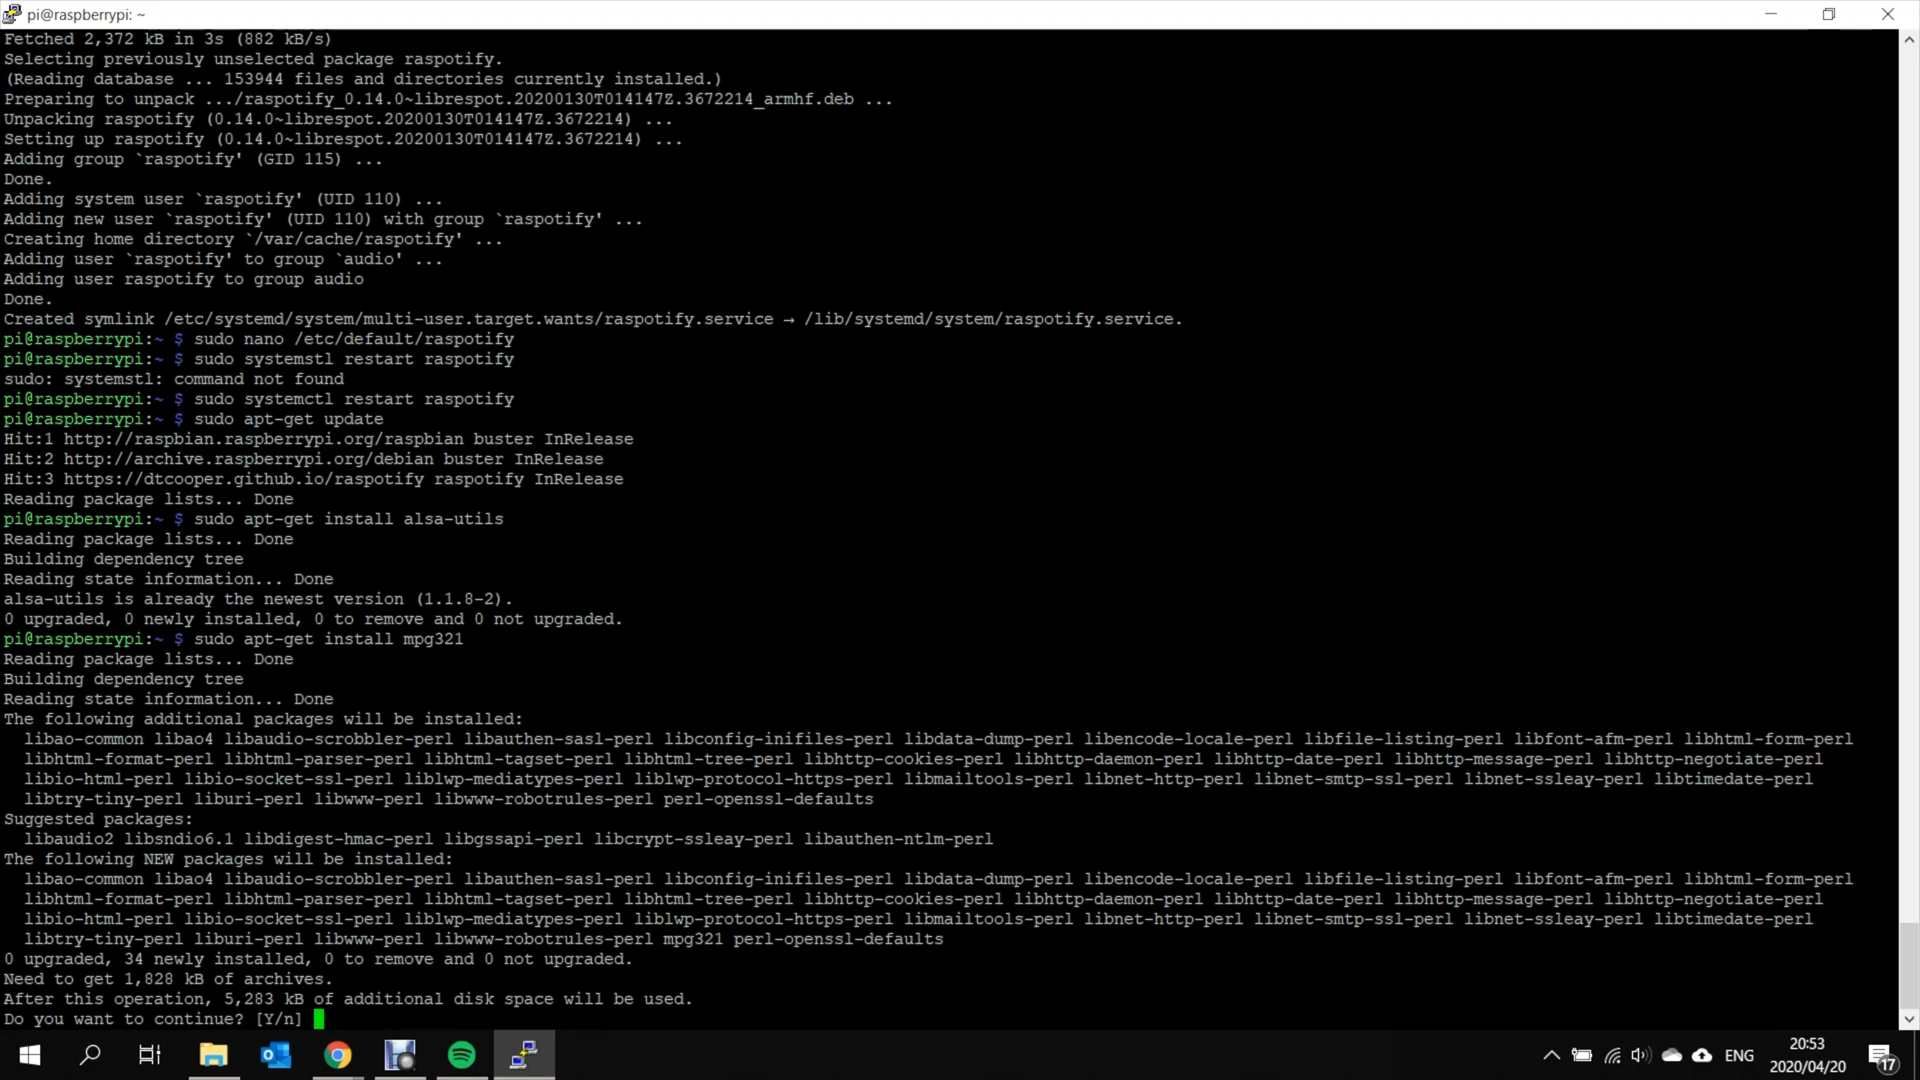 pi@raspberrypi: ~
Fetched 2,372 kB in 3s (882 kB/s)
Selecting previously unselected package raspotify.
(Reading database ... 153944 files and directories currently installed.)
Preparing to unpack .../raspotify_0.14.0~librespot.20200130T014147Z.3672214_armhf.deb ...
Unpacking raspotify (0.14.0~librespot.20200130T014147Z.3672214) ...
Setting up raspotify (0.14.0~librespot.20200130T014147Z.3672214) ...
Adding group `raspotify' (GID 115) ...
Done.
Adding system user `raspotify' (UID 110) ...
Adding new user `raspotify' (UID 110) with group `raspotify' ...
Creating home directory `/var/cache/raspotify' ...
Adding user `raspotify' to group `audio' ...
Adding user raspotify to group audio
Done.
Created symlink /etc/systemd/system/multi-user.target.wants/raspotify.service → /lib/systemd/system/raspotify.service.
pi@raspberrypi:~ $ sudo nano /etc/default/raspotify
pi@raspberrypi:~ $ sudo systemstl restart raspotify
sudo: systemstl: command not found
pi@raspberrypi:~ $ sudo systemctl restart raspotify
pi@raspberrypi:~ $ sudo apt-get update
Hit:1 http://raspbian.raspberrypi.org/raspbian buster InRelease
Hit:2 http://archive.raspberrypi.org/debian buster InRelease
Hit:3 https://dtcooper.github.io/raspotify raspotify InRelease
Reading package lists... Done
pi@raspberrypi:~ $ sudo apt-get install alsa-utils
Reading package lists... Done
Building dependency tree
Reading state information... Done
alsa-utils is already the newest version (1.1.8-2).
0 upgraded, 0 newly installed, 0 to remove and 0 not upgraded.
pi@raspberrypi:~ $ sudo apt-get install mpg321
Reading package lists... Done
Building dependency tree
Reading state information... Done
The following additional packages will be installed:
libao-common libao4 libaudio-scrobbler-perl libauthen-sasl-perl libconfig-inifiles-perl libdata-dump-perl libencode-locale-perl libfile-listing-perl libfont-afm-perl libhtml-form-perl
libhtml-format-perl libhtml-parser-perl libhtml-tagset-perl libhtml-tree-perl libhttp-cookies-perl libhttp-daemon-perl libhttp-date-perl libhttp-message-perl libhttp-negotiate-perl
libio-html-perl libio-socket-ssl-perl liblwp-mediatypes-perl liblwp-protocol-https-perl libmailtools-perl libnet-http-perl libnet-smtp-ssl-perl libnet-ssleay-perl libtimedate-perl
libtry-tiny-perl liburi-perl libwww-perl libwww-robotrules-perl perl-openssl-defaults
Suggested packages:
libaudio2 libsndio6.1 libdigest-hmac-perl libgssapi-perl libcrypt-ssleay-perl libauthen-ntlm-perl
The following NEW packages will be installed:
libao-common libao4 libaudio-scrobbler-perl libauthen-sasl-perl libconfig-inifiles-perl libdata-dump-perl libencode-locale-perl libfile-listing-perl libfont-afm-perl libhtml-form-perl
libhtml-format-perl libhtml-parser-perl libhtml-tagset-perl libhtml-tree-perl libhttp-cookies-perl libhttp-daemon-perl libhttp-date-perl libhttp-message-perl libhttp-negotiate-perl
libio-html-perl libio-socket-ssl-perl liblwp-mediatypes-perl liblwp-protocol-https-perl libmailtools-perl libnet-http-perl libnet-smtp-ssl-perl libnet-ssleay-perl libtimedate-perl
libtry-tiny-perl liburi-perl libwww-perl libwww-robotrules-perl mpg321 perl-openssl-defaults
0 upgraded, 34 newly installed, 0 to remove and 0 not upgraded.
Need to get 1,828 kB of archives.
After this operation, 5,283 kB of additional disk space will be used.
Do you want to continue? [Y/n]
ENG
20:53
2020/04/20
17